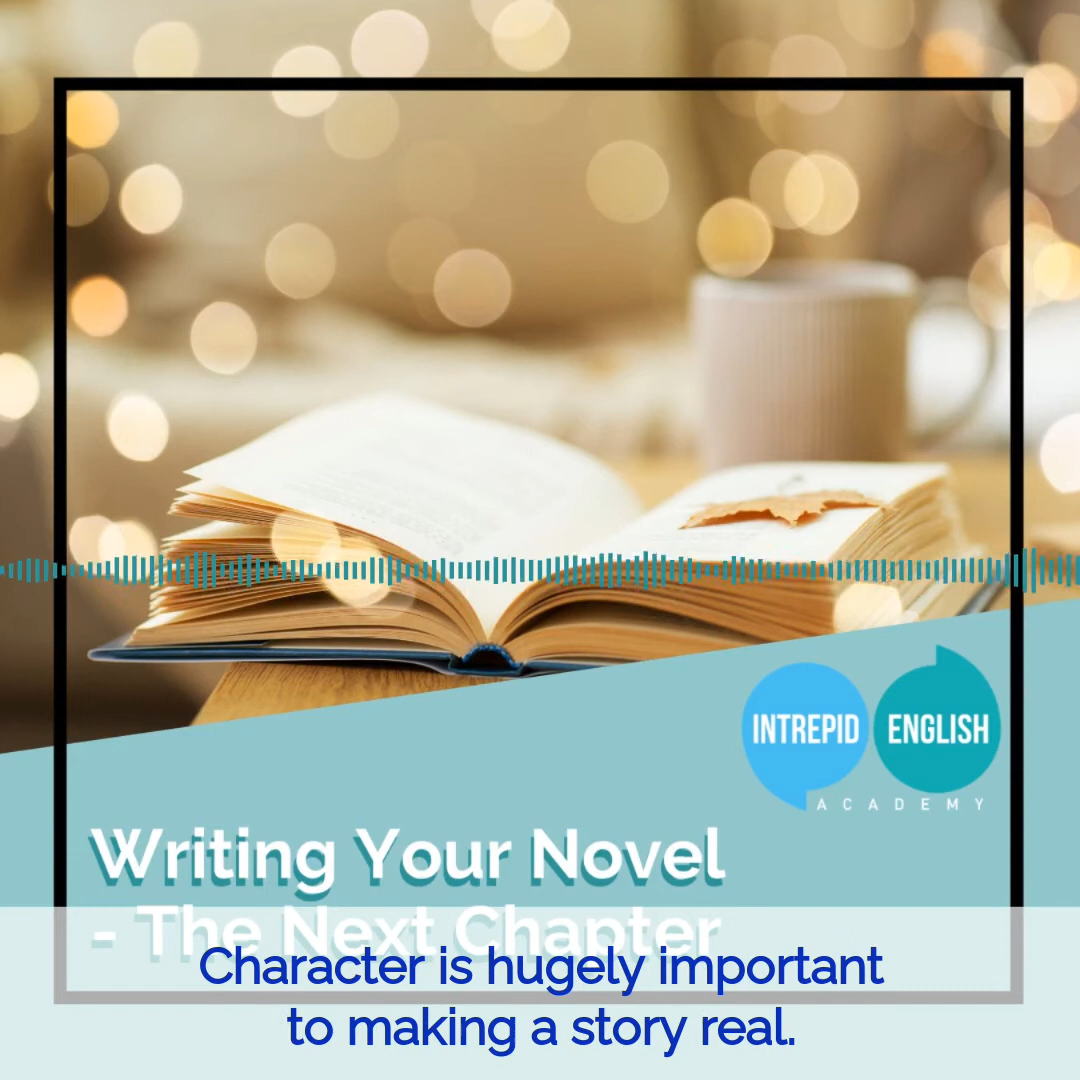 INTREPID ENGLISH
ACADEMY
Writing Your Novel
- The Next Chapter
Character is hugely important
to making a story real.